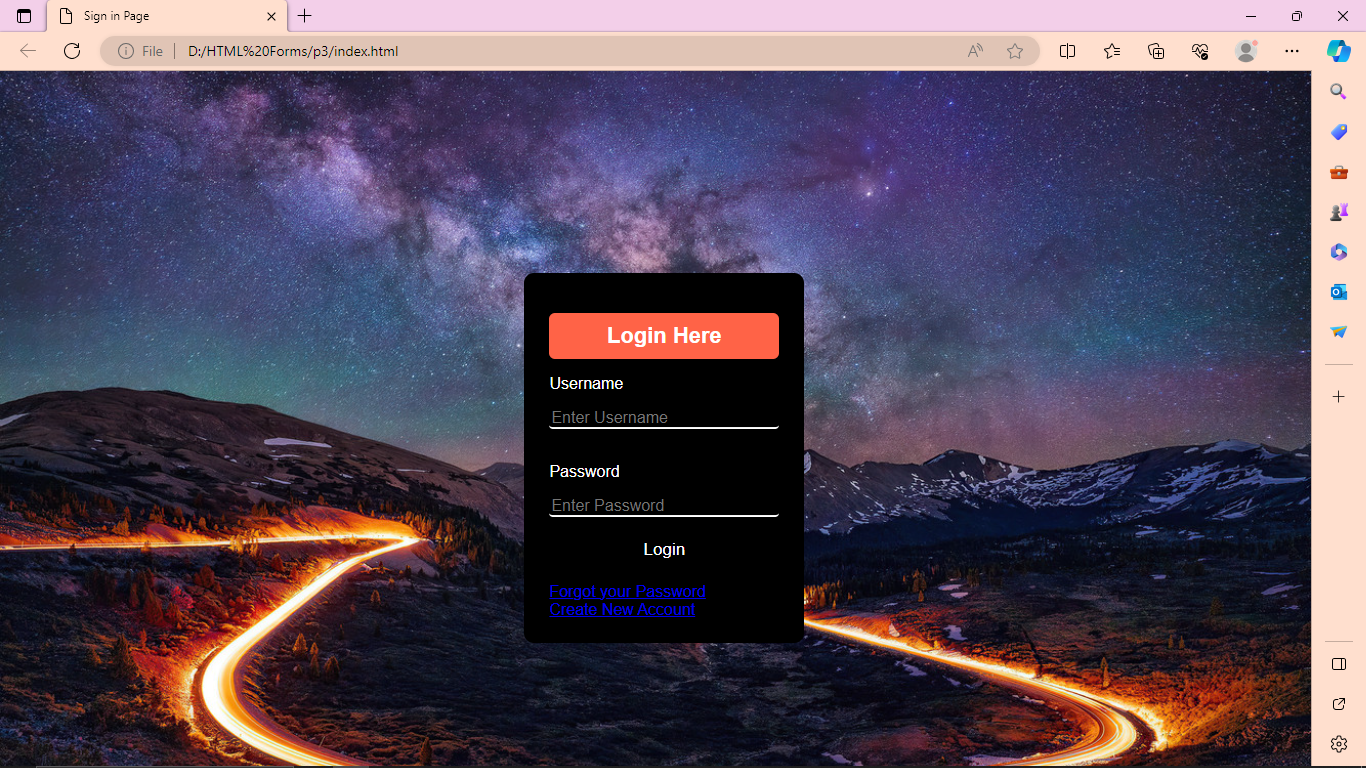 Sign in Page
File
D:/HTML%20Forms/p3/index.html
Login Here
Username
Enter Username
Password
Enter Password
Login
Forgot your Password
Create New Account